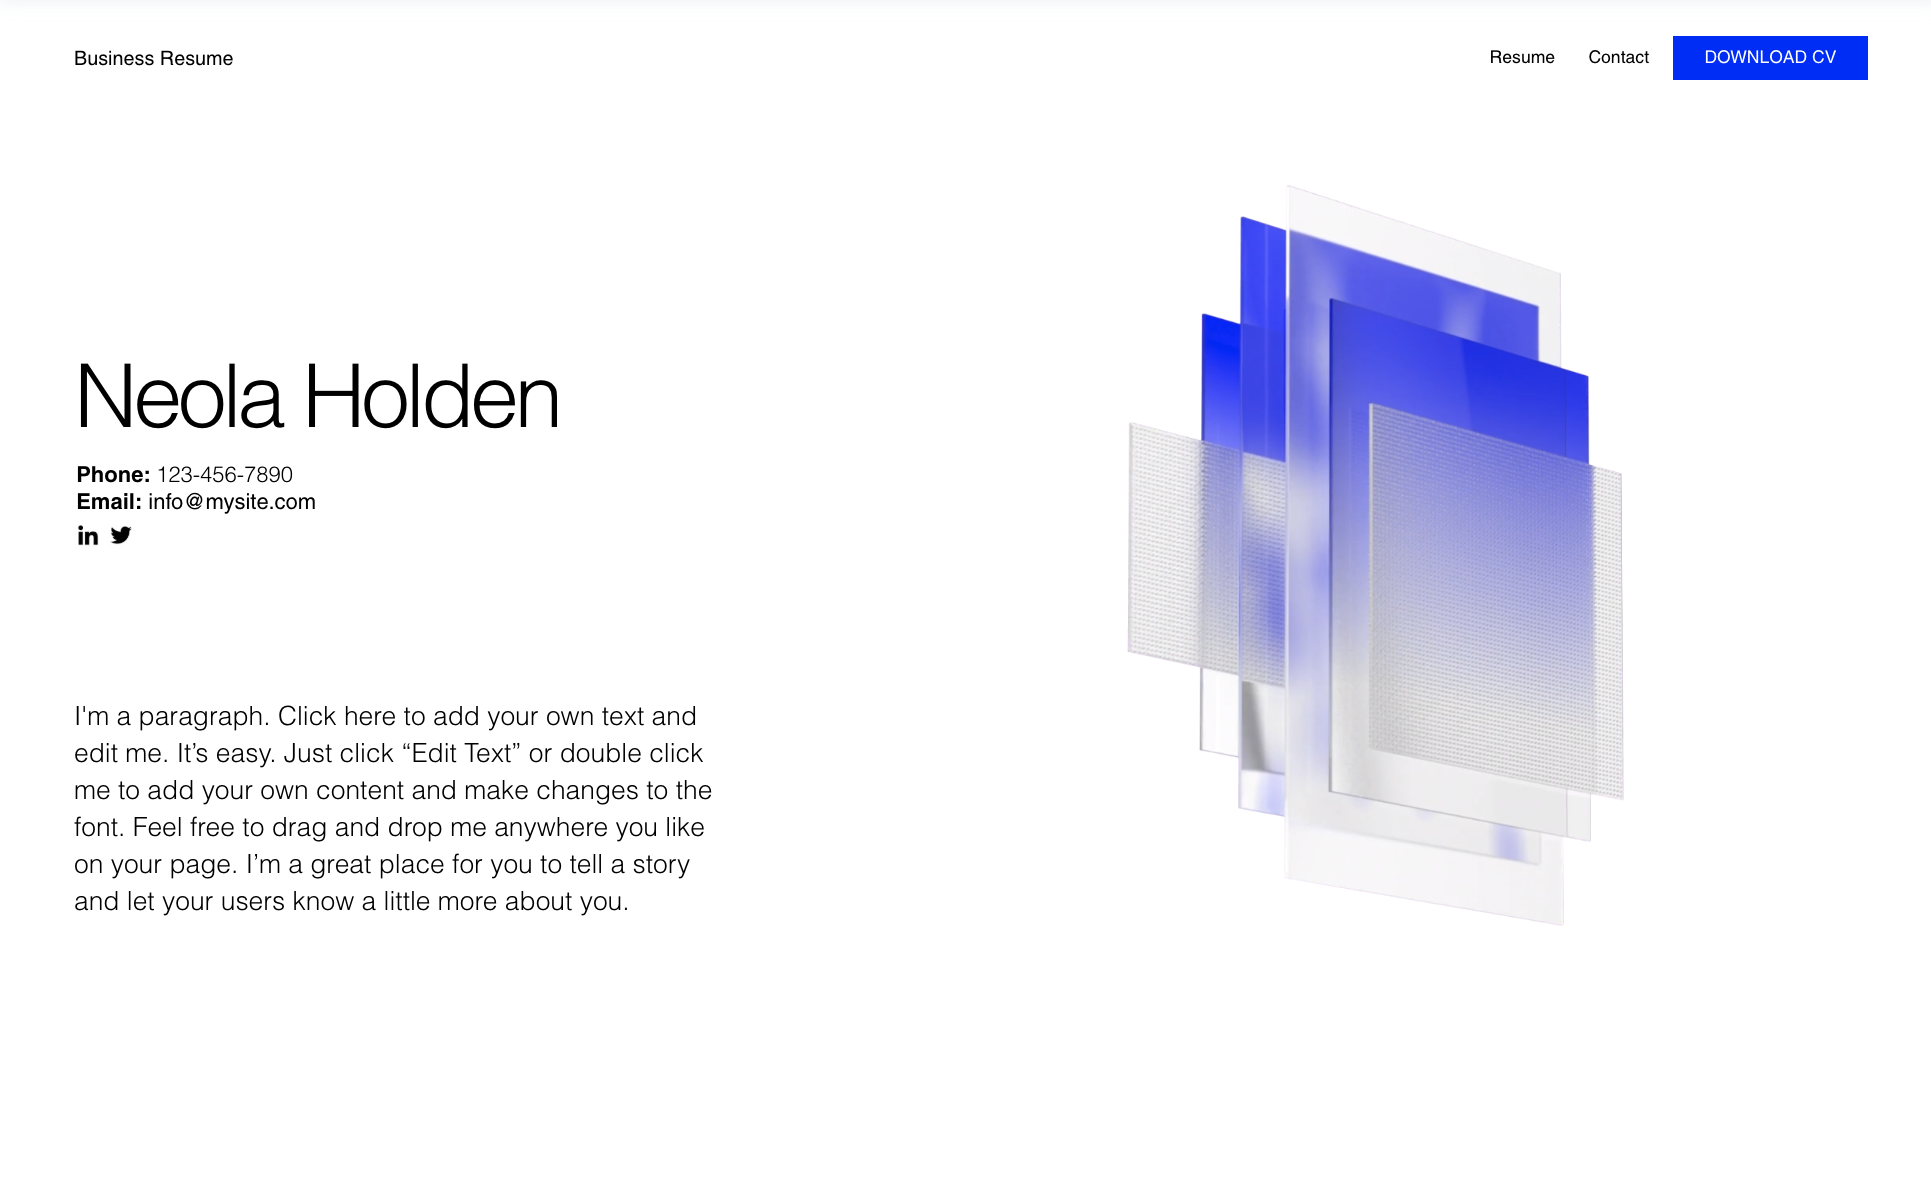 Business Resume
Resume Contact DOWNLOAD CV
Neola Holden
Phone: 123-456-7890
Email: info@mysite.com
in
I'm a paragraph. Click here to add your own text and
edit me. It’s easy. Just click “Edit Text” or double click
me to add your own content and make changes to the
font. Feel free to drag and drop me anywhere you like
on your page. I’m a great place for you to tell a story
and let your users know a little more about you.